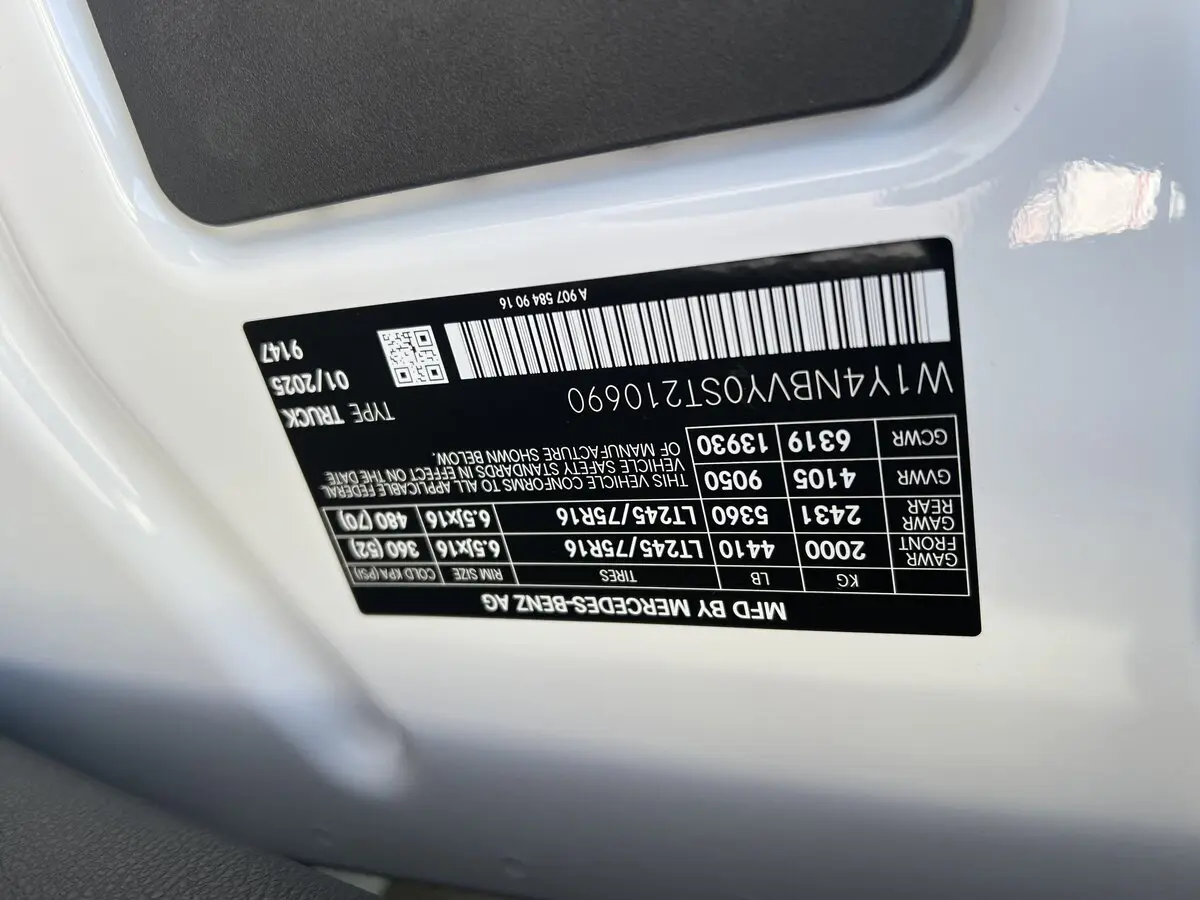 MFD BY MERCEDES-BENZ AG
KG LB TIRES RIM SIZE COLD KPA (PSI)
GAWR FRONT 2000 4410 LT245/75R16 6.5Jx16 360 (52)
GAWR REAR 2431 5360 LT245/75R16 6.5Jx16 480 (70)
GVWR 4105 9050
GCWR 6319 13930
THIS VEHICLE CONFORMS TO ALL APPLICABLE FEDERAL
VEHICLE SAFETY STANDARDS IN EFFECT ON THE DATE
OF MANUFACTURE SHOWN BELOW.
W1Y4NBVY0ST210690
TYPE TRUCK
01/2025
9147
A 907 584 90 16